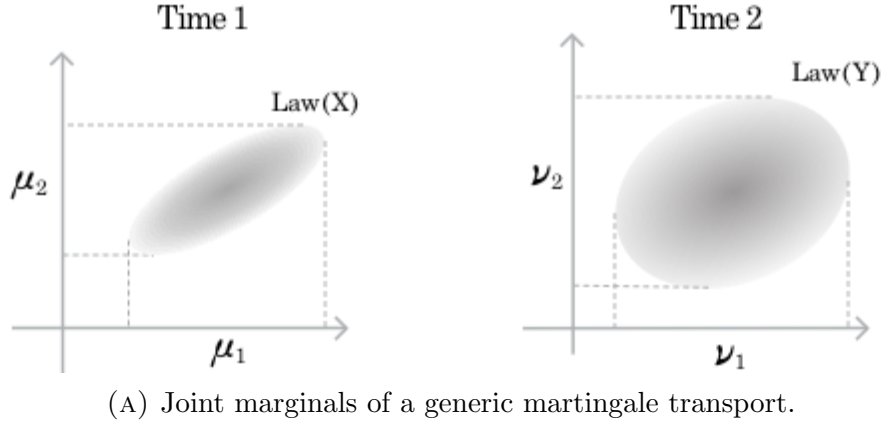 Time 1
Time 2
Law(X)
Law(Y)
μ₂
ν₂
μ₁
ν₁
(A) Joint marginals of a generic martingale transport.